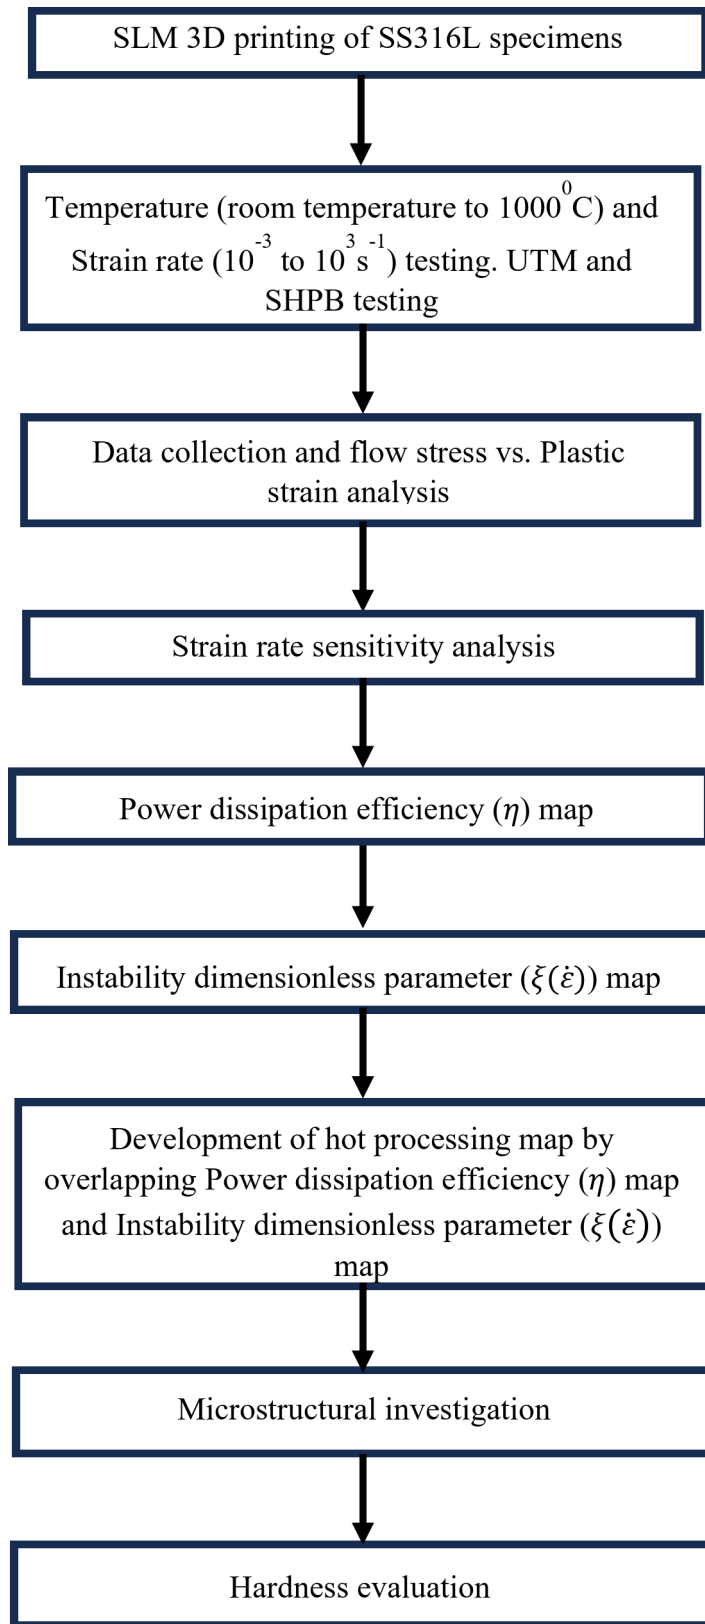 SLM 3D printing of SS316L specimens
Temperature (room temperature to 1000⁰C) and
Strain rate (10⁻³ to 10³s⁻¹) testing. UTM and
SHPB testing
Data collection and flow stress vs. Plastic
strain analysis
Strain rate sensitivity analysis
Power dissipation efficiency (η) map
Instability dimensionless parameter (ξ(ε̇)) map
Development of hot processing map by
overlapping Power dissipation efficiency (η) map
and Instability dimensionless parameter (ξ(ε̇))
map
Microstructural investigation
Hardness evaluation